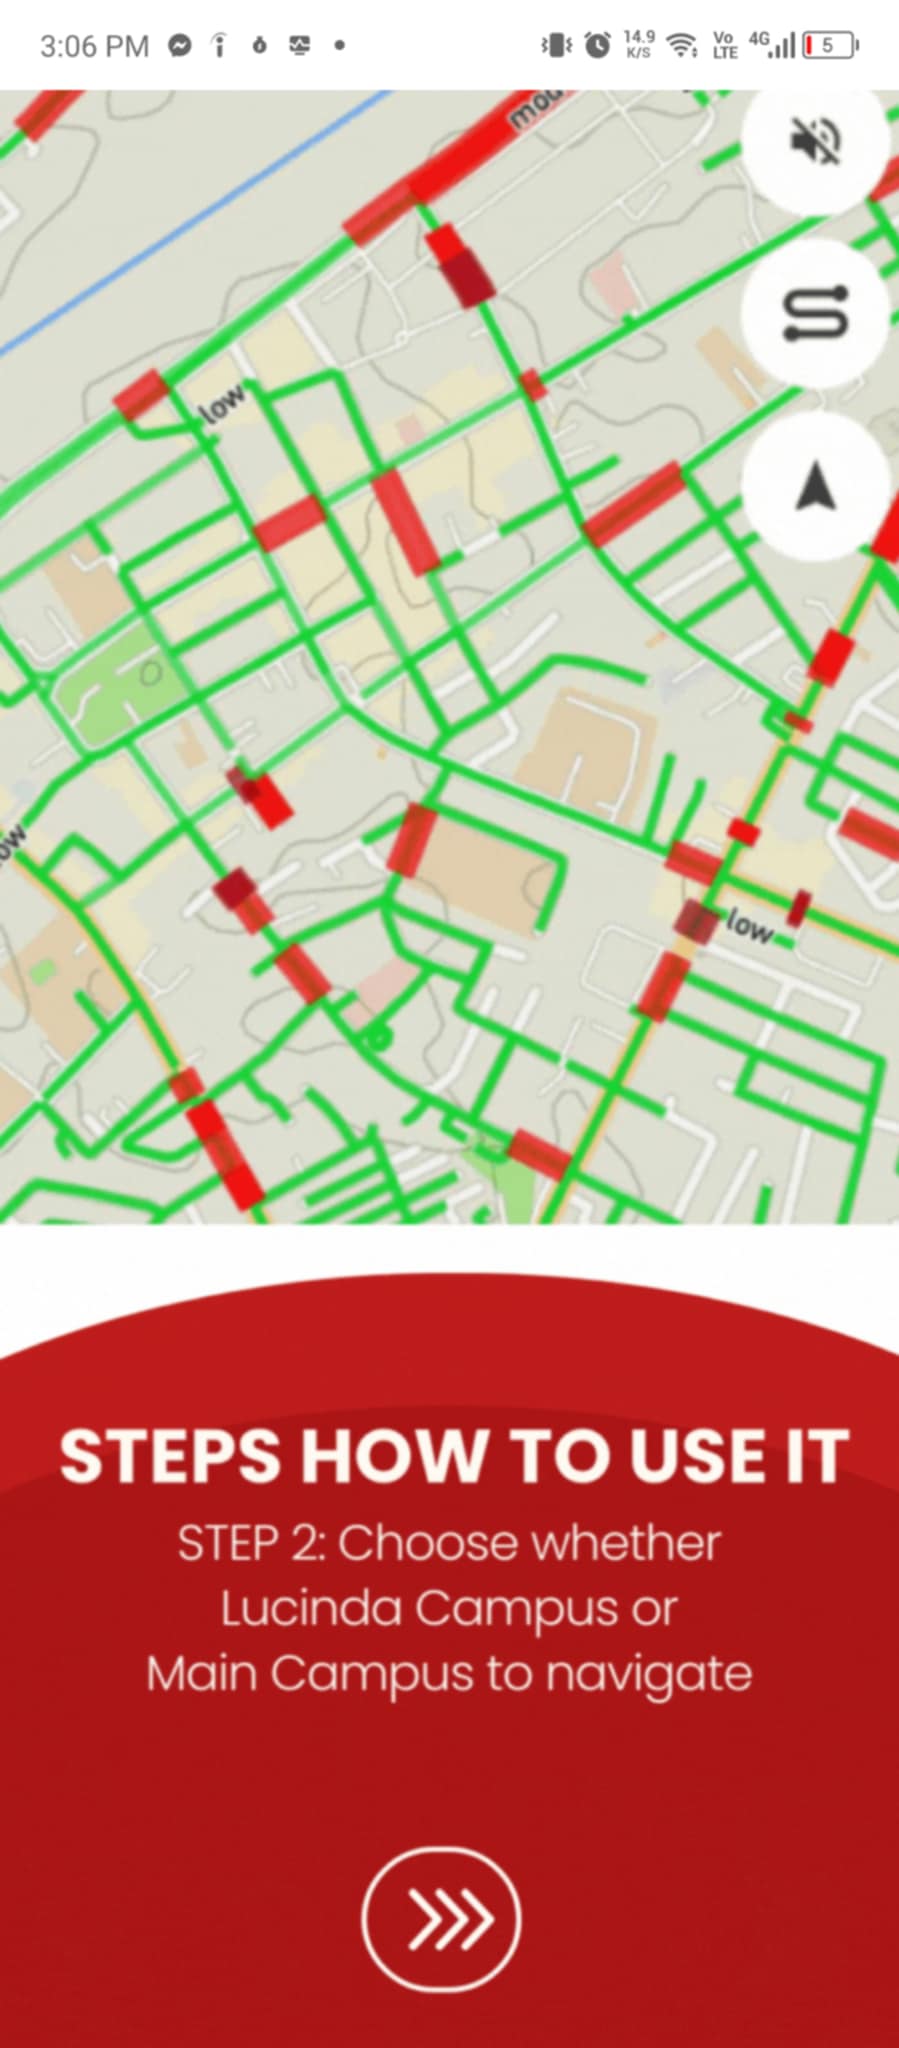 3:06 PM
14.9
K/S
Vo
LTE
4G
5
mod
low
ow
low
STEPS HOW TO USE IT
STEP 2: Choose whether
Lucinda Campus or
Main Campus to navigate